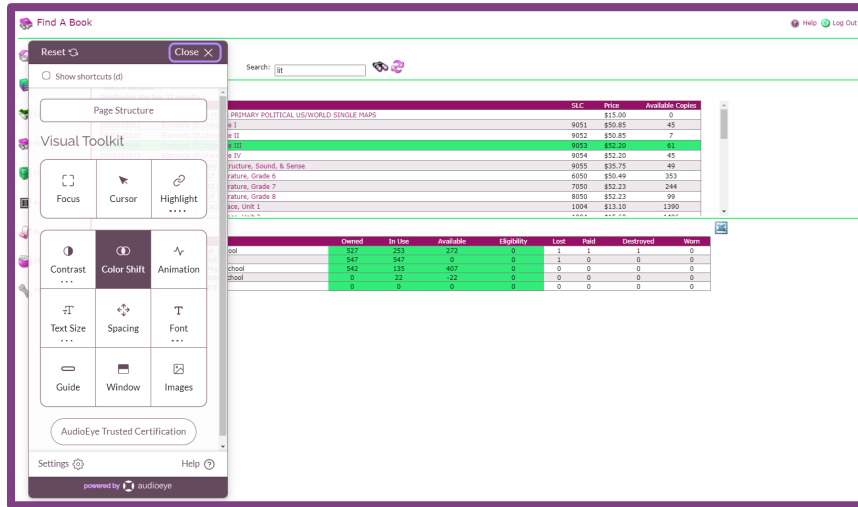 Find A Book
Help Log Out
Reset Close
Show shortcuts (d)
Search: lit
Page Structure
Visual Toolkit
Focus Cursor Highlight
Contrast Color Shift Animation
Text Size Spacing Font
Guide Window Images
AudioEye Trusted Certification
Settings Help
powered by audioeye
SLC Price Available Copies
PRIMARY POLITICAL US/WORLD SINGLE MAPS $15.00 0
e I 9051 $50.85 45
e II 9052 $50.85 7
e III 9053 $52.20 61
e IV 9054 $52.20 45
ructure, Sound, & Sense 9055 $35.75 49
rature, Grade 6 6050 $50.49 353
rature, Grade 7 7050 $52.23 244
rature, Grade 8 8050 $52.23 99
ace, Unit 1 1004 $13.10 1390
Owned In Use Available Eligibility Lost Paid Destroyed Worn
ool 527 253 272 0 1 1 1 0
547 547 0 0 1 0 0 0
chool 542 135 407 0 0 0 0 0
chool 0 22 -22 0 0 0 0 0
0 0 0 0 0 0 0 0